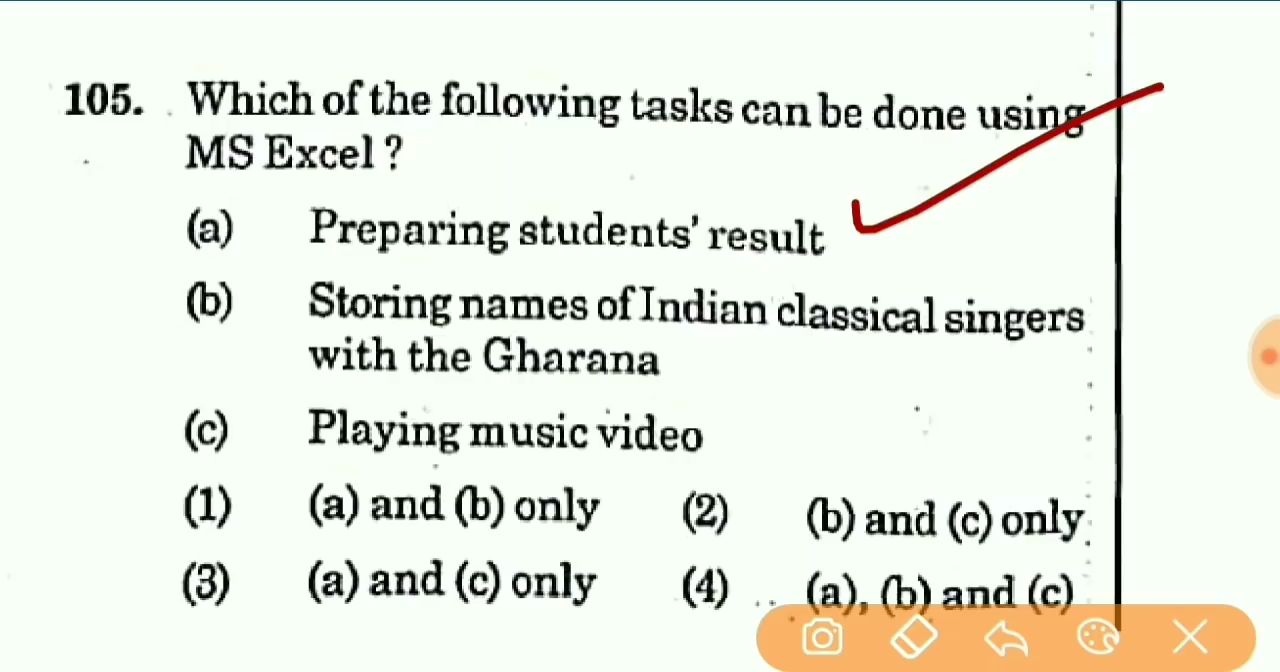 105. Which of the following tasks can be done using
MS Excel ?
(a) Preparing students' result
(b) Storing names of Indian classical singers
with the Gharana
(c) Playing music video
(1) (a) and (b) only (2) (b) and (c) only
(3) (a) and (c) only (4) (a), (b) and (c)